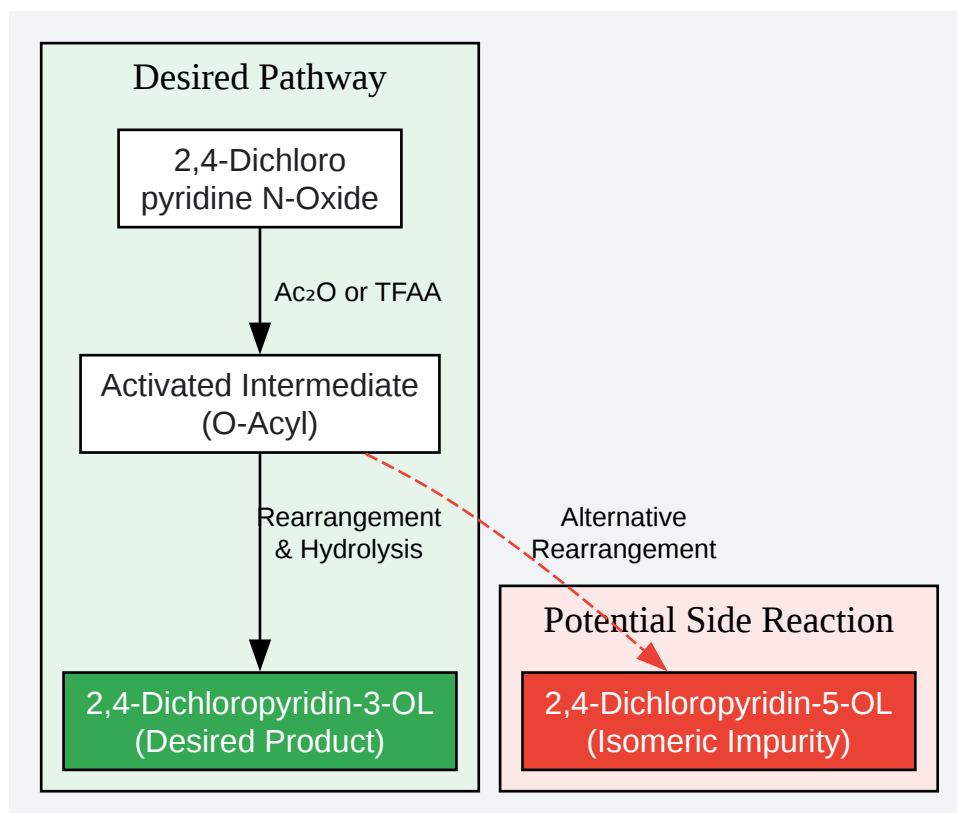 Desired Pathway
2,4-Dichloro
pyridine N-Oxide
Ac₂O or TFAA
Activated Intermediate
(O-Acyl)
Rearrangement
& Hydrolysis
Alternative
Rearrangement
Potential Side Reaction
2,4-Dichloropyridin-3-OL
(Desired Product)
2,4-Dichloropyridin-5-OL
(Isomeric Impurity)